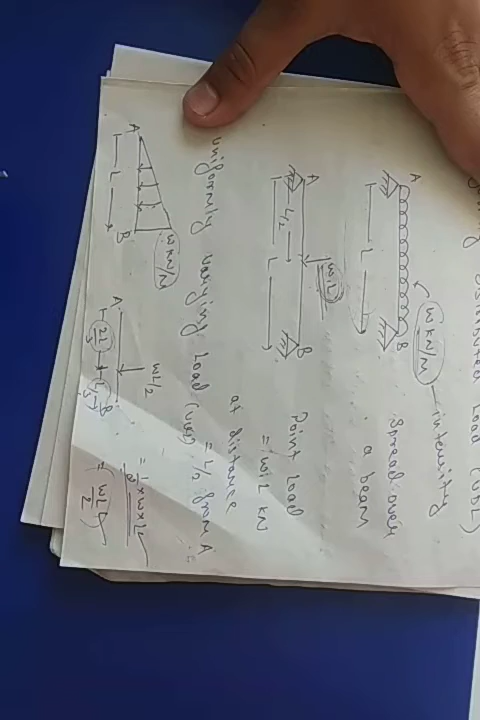 Distributed Load (UDL)
w kN/M intensity
A B
L
Spread over
a beam
w.L
A B
L/2
L
Point Load
= w.L kN
at distance
= L/2 from A
Uniformly Varying Load (UVL)
w kN/M
A B
L
wL/2
A B
2L/3 L/3
= 1/2 × w × L
= wL/2